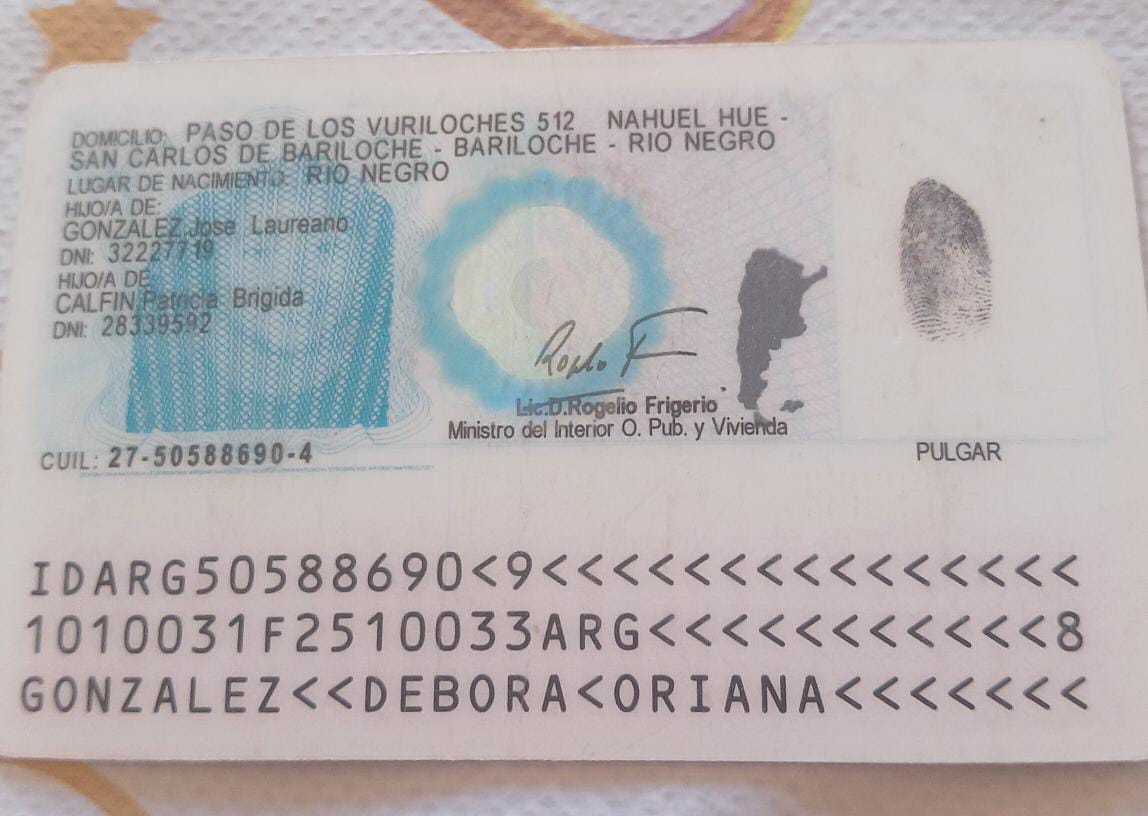 DOMICILIO: PASO DE LOS VURILOCHES 512 NAHUEL HUE -
SAN CARLOS DE BARILOCHE - BARILOCHE - RIO NEGRO
LUGAR DE NACIMIENTO: RIO NEGRO
HIJO/A DE:
GONZALEZ,Jose Laureano
DNI: 32227719
HIJO/A DE
CALFIN,Patricia Brigida
DNI: 28339592
Lic.D.Rogelio Frigerio
Ministro del Interior O. Pub. y Vivienda
CUIL: 27-50588690-4
PULGAR
IDARG50588690<9<<<<<<<<<<<<<<<
1010031F2510033ARG<<<<<<<<<<<8
GONZALEZ<<DEBORA<ORIANA<<<<<<<